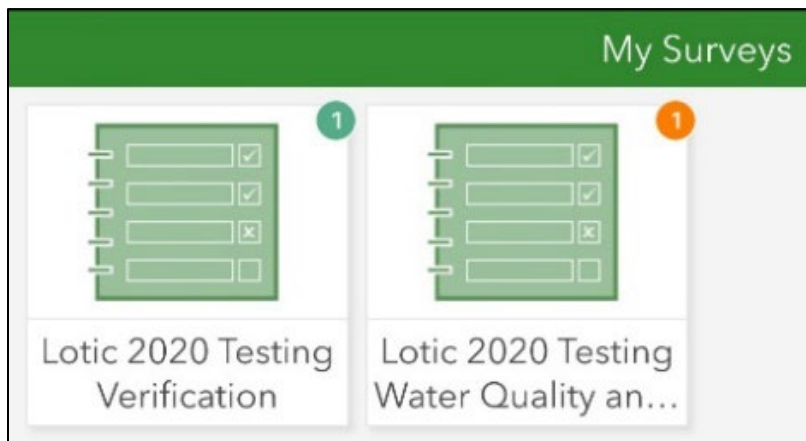 My Surveys
1
1
Lotic 2020 Testing
Verification
Lotic 2020 Testing
Water Quality an...